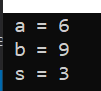 a = 6
b = 9
s = 3